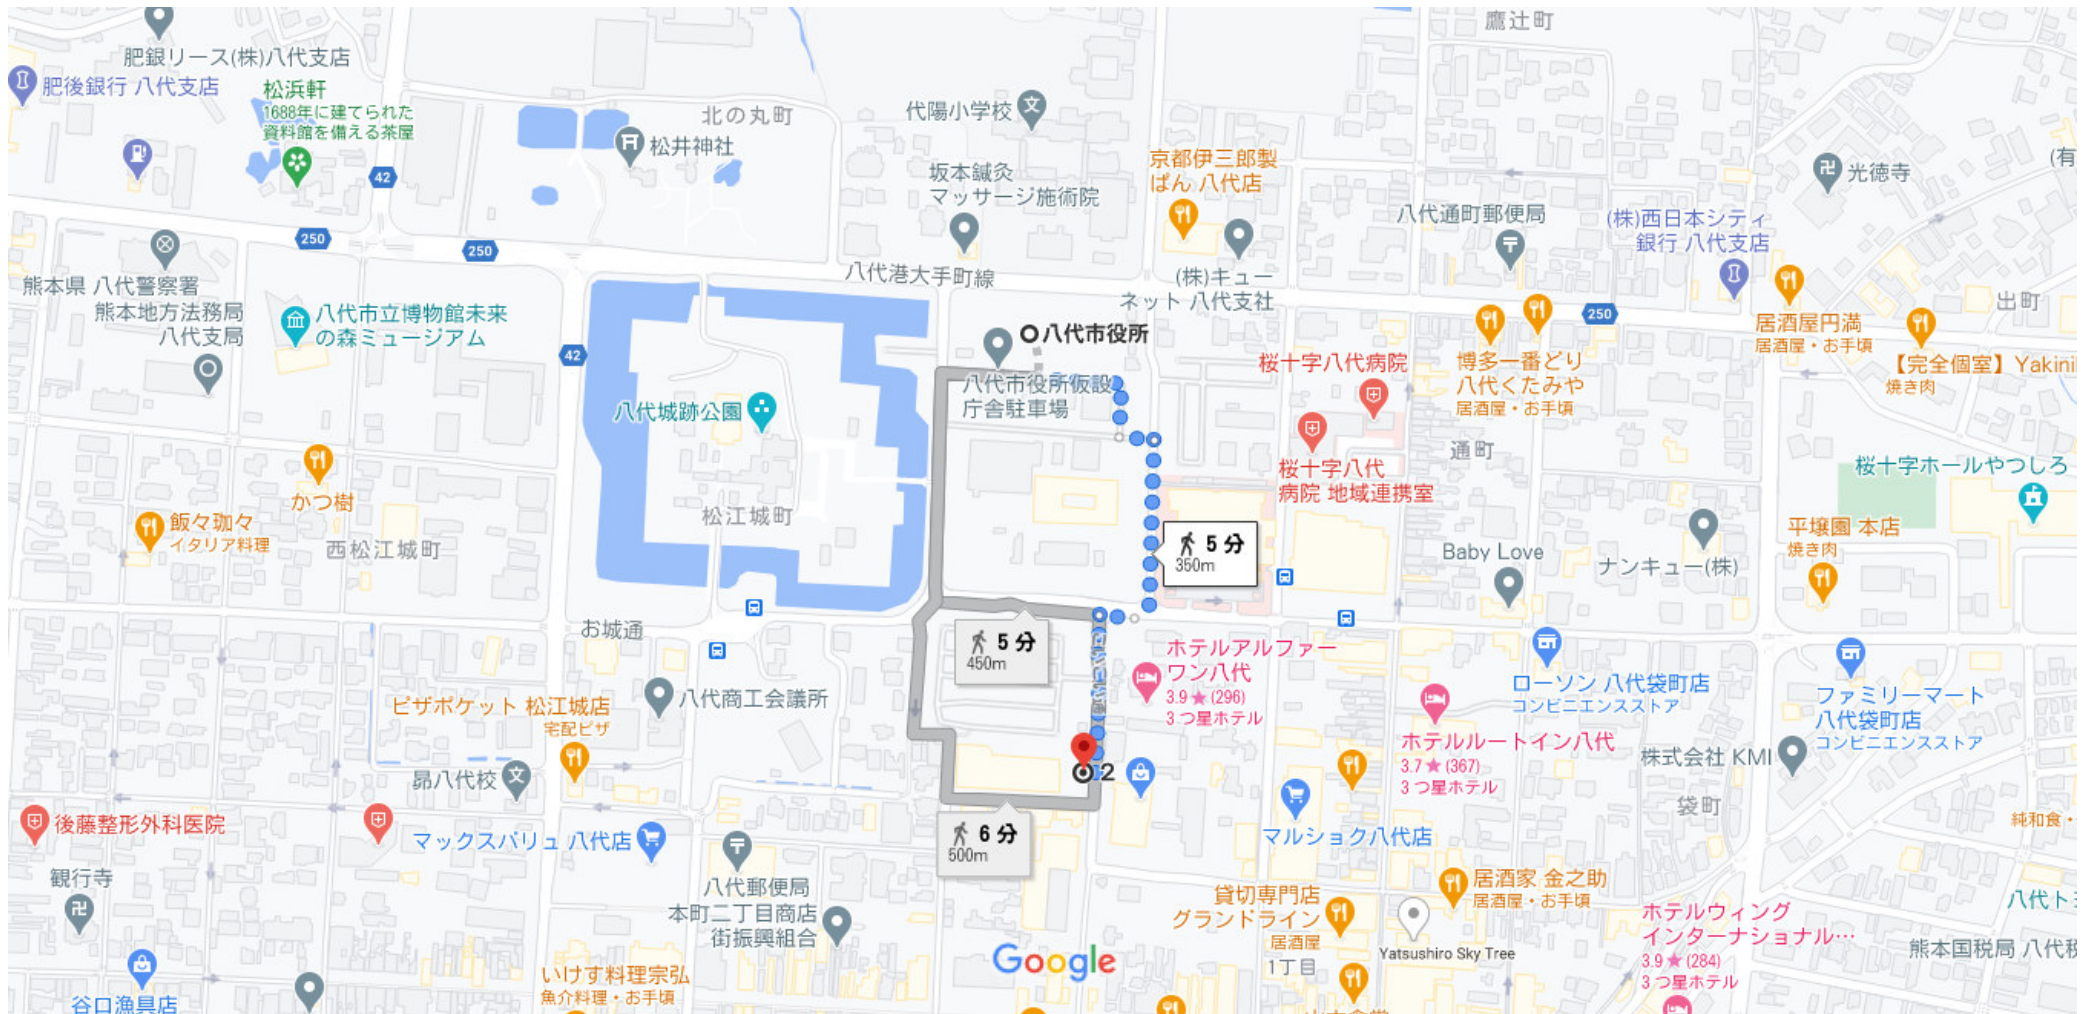 鷹辻町
肥銀リース(株)八代支店
肥後銀行 八代支店
松浜軒
1688年に建てられた
資料館を備える茶屋
北の丸町
代陽小学校
松井神社
42
京都伊三郎製
ぱん 八代店
坂本鍼灸
マッサージ施術院
光徳寺
(有
八代通町郵便局
(株)西日本シティ
銀行 八代支店
250
250
熊本県 八代警察署
熊本地方法務局
八代支局
八代市立博物館未来
の森ミュージアム
八代港大手町線
(株)キュー
ネット 八代支社
出町
250
八代市役所
居酒屋円満
居酒屋・お手頃
42
桜十字八代病院
博多一番どり
八代くたみや
居酒屋・お手頃
【完全個室】Yakini
焼き肉
八代市役所仮設
庁舎駐車場
八代城跡公園
通町
桜十字八代
病院 地域連携室
桜十字ホールやつしろ
かつ樹
松江城町
飯々珈々
イタリア料理
西松江城町
5 分
350m
Baby Love
ナンキュー(株)
平壌園 本店
焼き肉
お城通
5 分
450m
ホテルアルファー
ワン八代
3.9★(296)
3 つ星ホテル
ピザポケット 松江城店
宅配ピザ
八代商工会議所
ローソン 八代袋町店
コンビニエンスストア
ファミリーマート
八代袋町店
コンビニエンスストア
ホテルルートイン八代
3.7★(367)
3 つ星ホテル
株式会社 KMI
昴八代校
2
袋町
後藤整形外科医院
マックスバリュ 八代店
6 分
500m
マルショク八代店
純和食・
観行寺
八代郵便局
本町二丁目商店
街振興組合
居酒家 金之助
居酒屋・お手頃
貸切専門店
グランドライン
居酒屋
1丁目
Yatsushiro Sky Tree
ホテルウィング
インターナショナル…
3.9★(284)
3 つ星ホテル
八代ト
熊本国税局 八代税
Google
いけす料理宗弘
魚介料理・お手頃
谷口漁具店